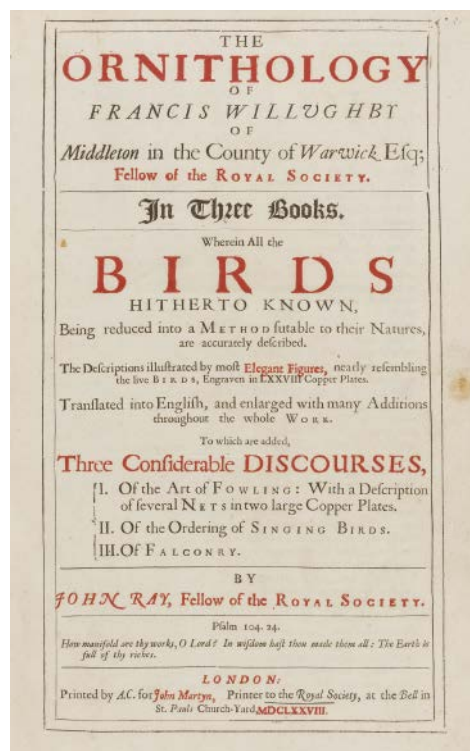 THE
ORNITHOLOGY
OF
FRANCIS WILLUGHBY
OF
Middleton in the County of Warwick Eſq;
Fellow of the ROYAL SOCIETY.
In Three Books.
Wherein All the
BIRDS
HITHERTO KNOWN,
Being reduced into a METHOD ſutable to their Natures,
are accurately deſcribed.
The Deſcriptions illuſtrated by moſt Elegant Figures, nearly reſembling
the live BIRDS, Engraven in LXXVIII Copper Plates.
Tranſlated into Engliſh, and enlarged with many Additions
throughout the whole WORK.
To which are added,
Three Conſiderable DISCOURSES,
I. Of the Art of FOWLING: With a Deſcription
of ſeveral NETS in two large Copper Plates.
II. Of the Ordering of SINGING BIRDS.
III. Of FALCONRY.
BY
JOHN RAY, Fellow of the ROYAL SOCIETY.
Pſalm 104. 24.
How manifold are thy works, O Lord? In wiſdom haſt thou made them all: The Earth is
full of thy riches.
LONDON:
Printed by A.C. for John Martyn, Printer to the Royal Society, at the Bell in
St. Pauls Church-Yard, MDCLXXVIII.